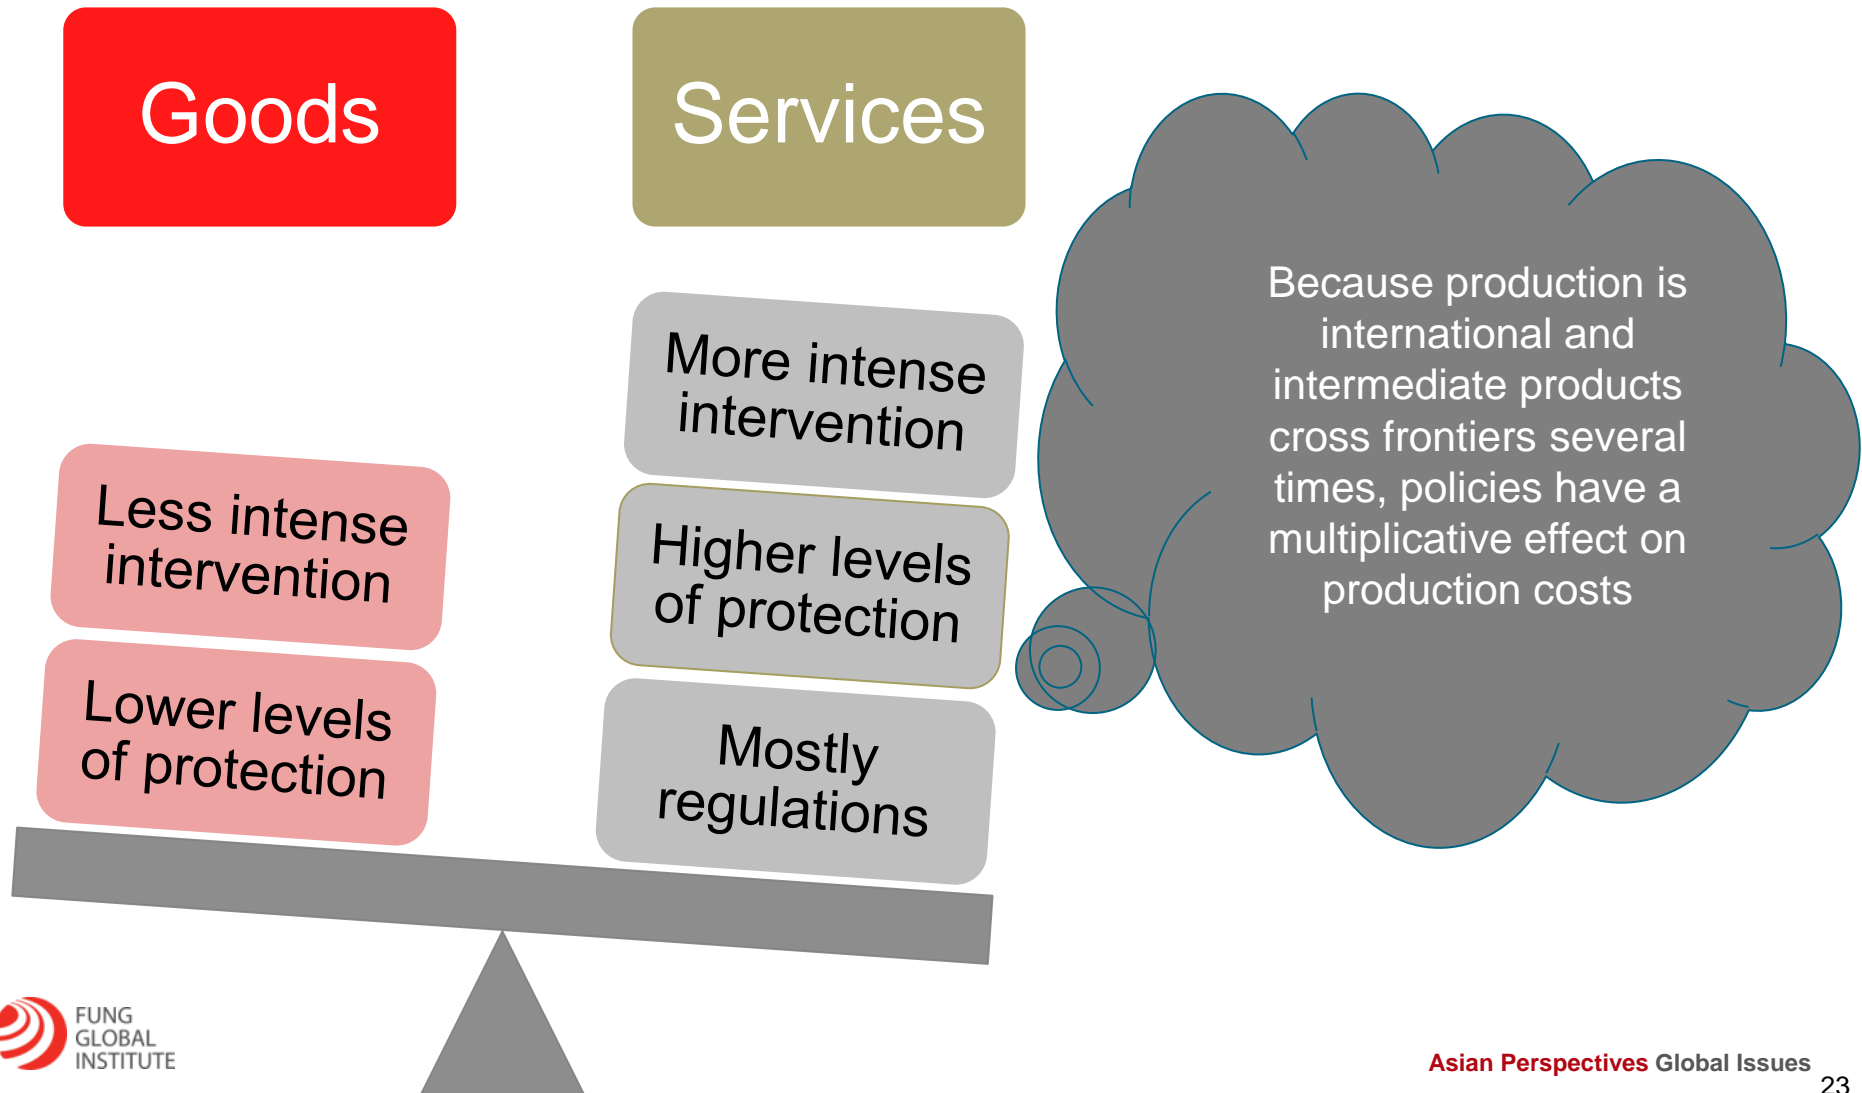 Goods
Services
Less intense
intervention
Lower levels
of protection
More intense
intervention
Higher levels
of protection
Mostly
regulations
Because production is
international and
intermediate products
cross frontiers several
times, policies have a
multiplicative effect on
production costs
FUNG
GLOBAL
INSTITUTE
Asian Perspectives Global Issues
23